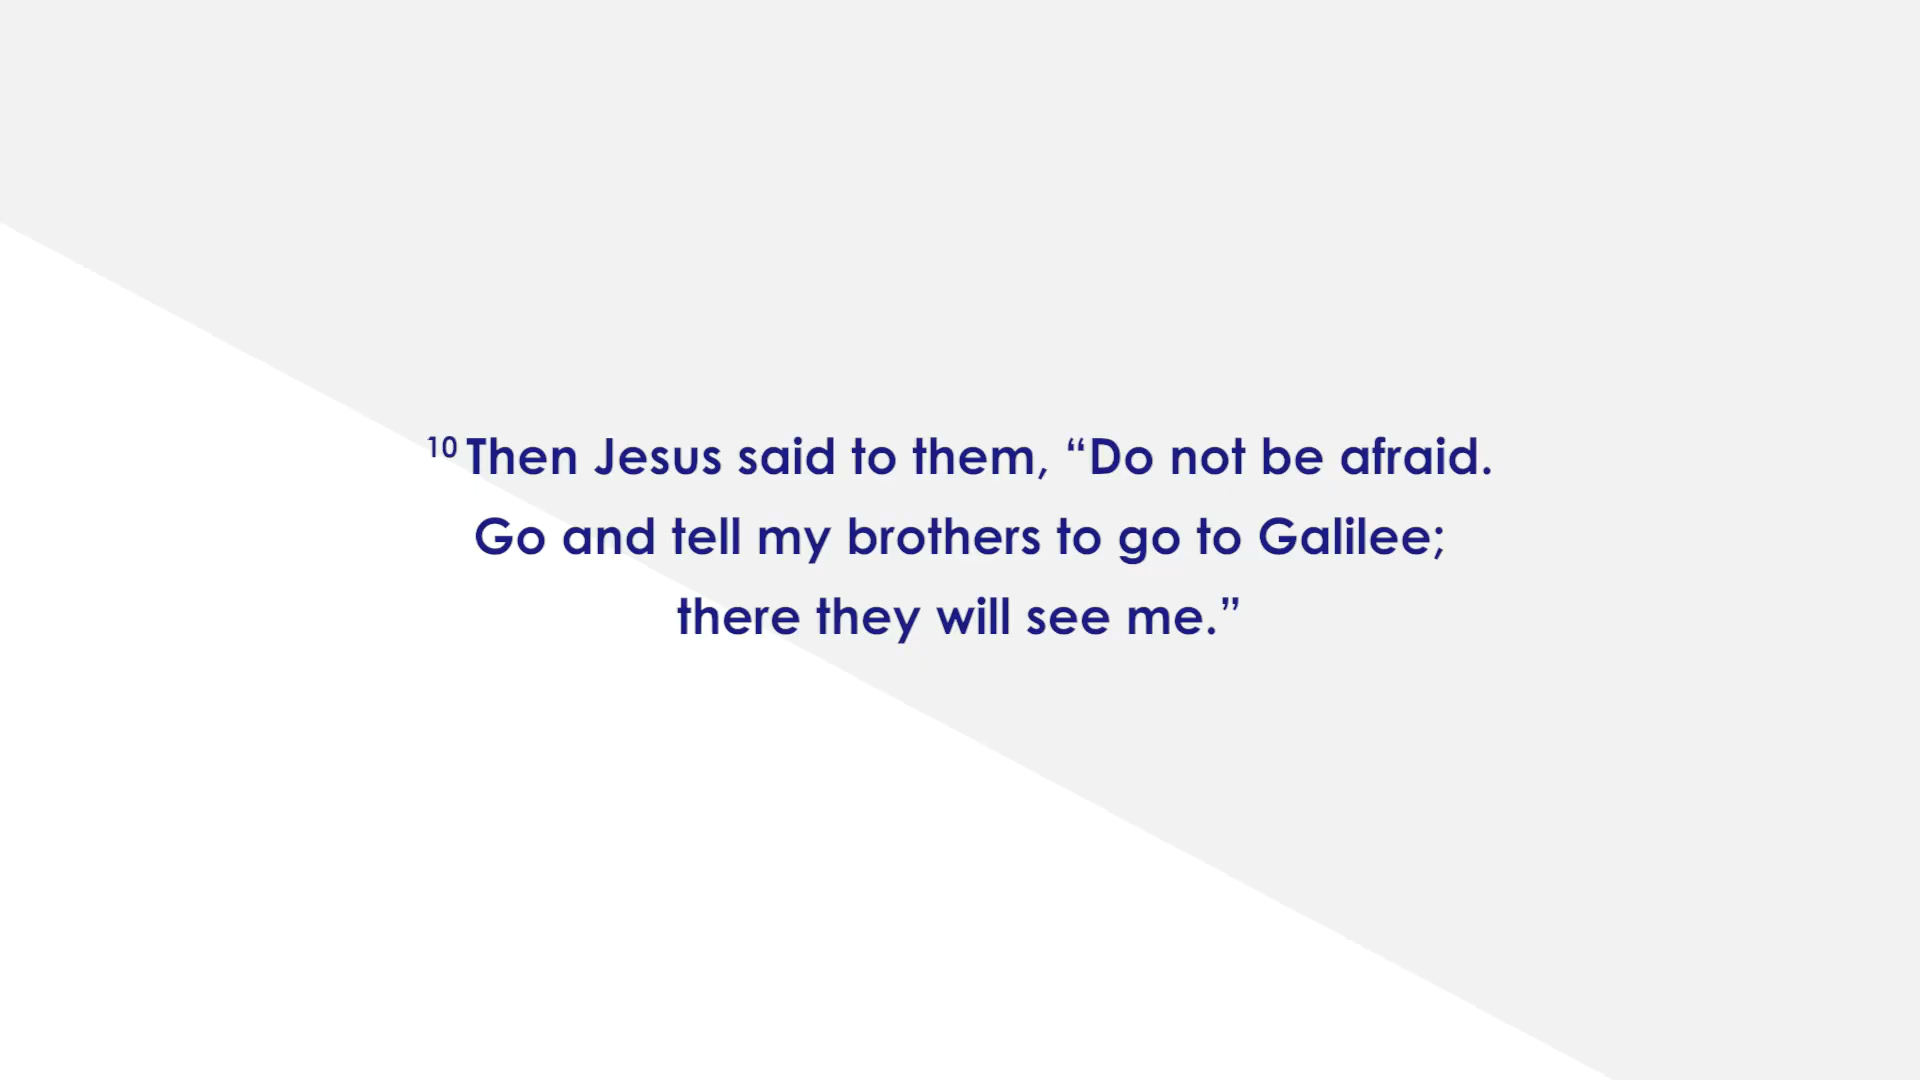 10 Then Jesus said to them, “Do not be afraid.
Go and tell my brothers to go to Galilee;
there they will see me.”